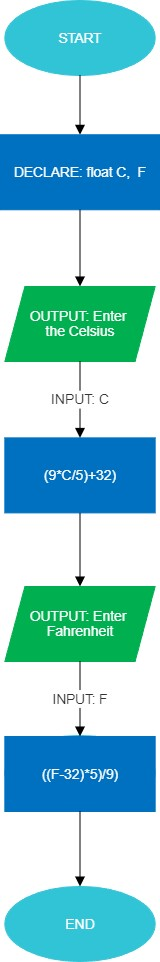 START
DECLARE: float C,  F
OUTPUT: Enter
the Celsius
INPUT: C
(9*C/5)+32)
OUTPUT: Enter
Fahrenheit
INPUT: F
((F-32)*5)/9)
END